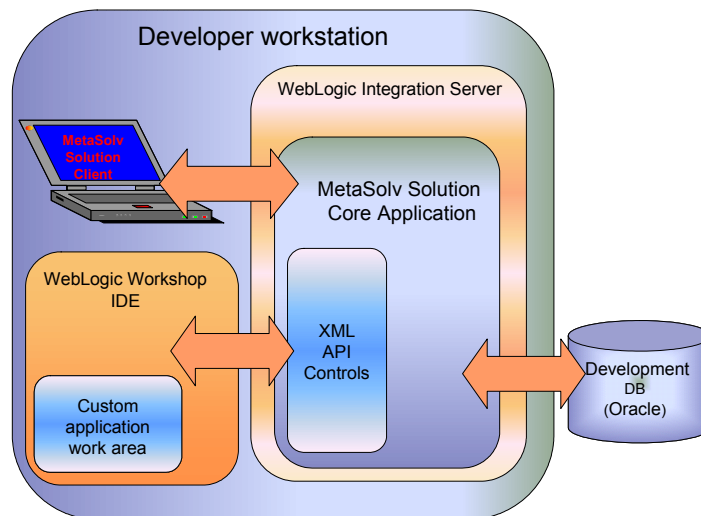 Developer workstation
WebLogic Integration Server
MetaSolv
Solution
Client
MetaSolv Solution
Core Application
WebLogic Workshop
IDE
XML
API
Controls
Custom
application
work area
Development
DB
(Oracle)